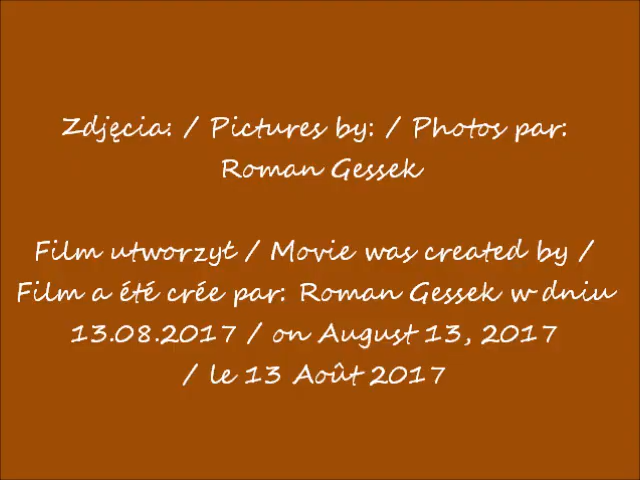 Zdjęcia: / Pictures by: / Photos par:
Roman Gessek
Film utworzył / Movie was created by /
Film a été crée par: Roman Gessek w dniu
13.08.2017 / on August 13, 2017
/ le 13 Août 2017